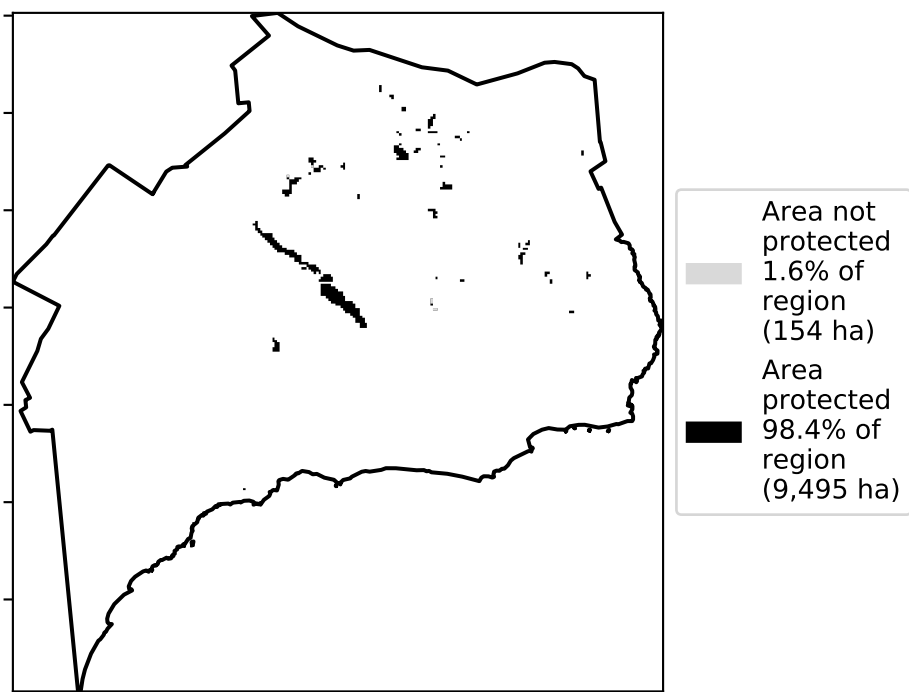 Area not
protected
1.6% of
region
(154 ha)
Area
protected
98.4% of
region
(9,495 ha)